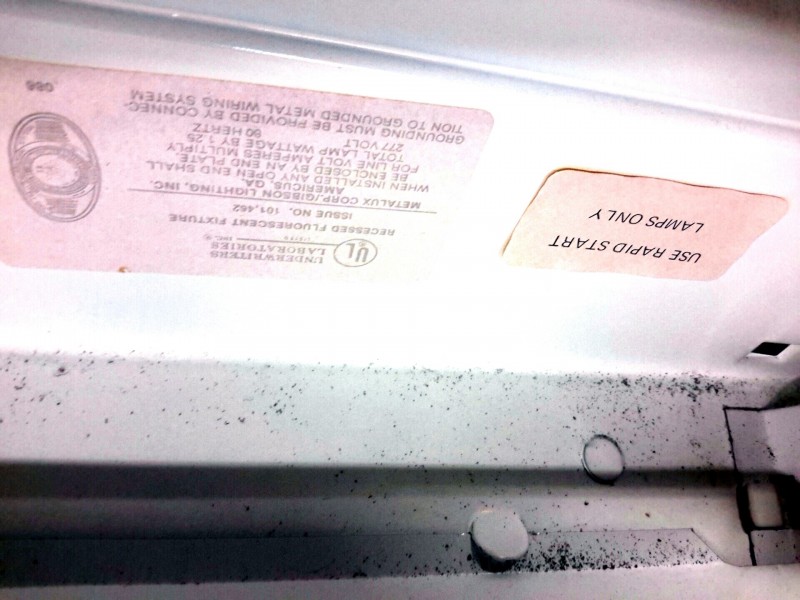 UNDERWRITERS
LABORATORIES
INC.®
UL
RECESSED FLUORESCENT FIXTURE
ISSUE NO. 101,462
METALUX CORP/GIBSON LIGHTING, INC.
AMERICUS, GA.
WHEN INSTALLED ANY OPEN END SHALL
BE ENCLOSED BY AN END PLATE.
FOR LINE VOLT AMPERES MULTIPLY
TOTAL LAMP WATTAGE BY 1.25
277 VOLT
60 HERTZ
GROUNDING MUST BE PROVIDED BY CONNEC-
TION TO GROUNDED METAL WIRING SYSTEM
USE RAPID START
LAMPS ONLY